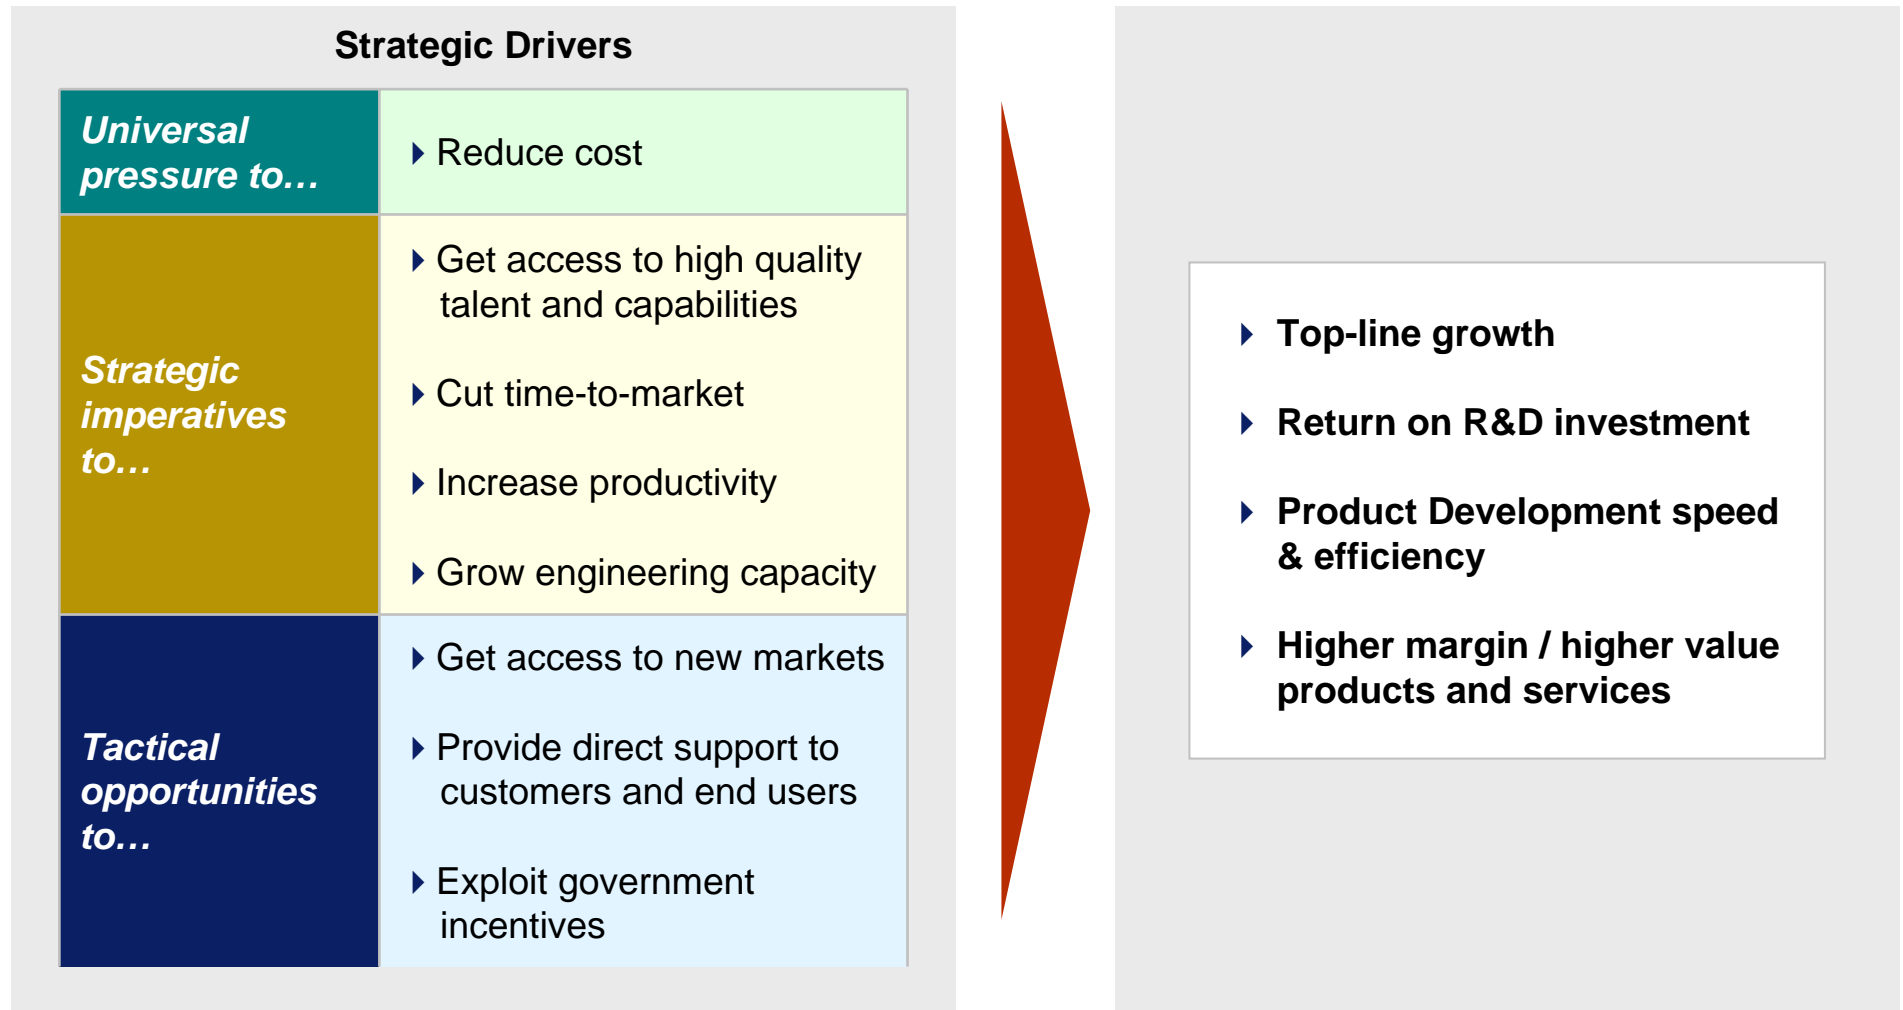 Strategic Drivers
Universal
pressure to…
Reduce cost
Strategic
imperatives
to…
Get access to high quality
talent and capabilities
Cut time-to-market
Increase productivity
Grow engineering capacity
Tactical
opportunities
to…
Get access to new markets
Provide direct support to
customers and end users
Exploit government
incentives
Top-line growth
Return on R&D investment
Product Development speed
& efficiency
Higher margin / higher value
products and services